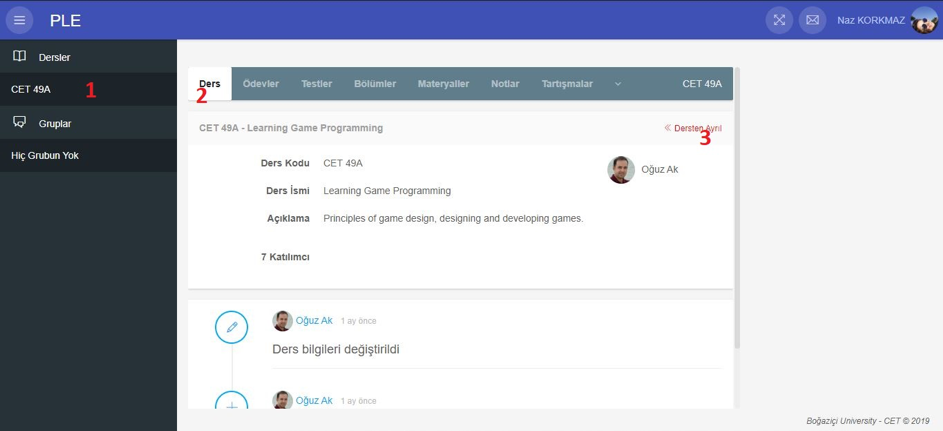 PLE
Naz KORKMAZ
Dersler
CET 49A
1
Gruplar
Hiç Grubun Yok
Ders Ödevler Testler Bölümler Materyaller Notlar Tartışmalar CET 49A
2
CET 49A - Learning Game Programming
Dersten Ayrıl
3
Ders Kodu CET 49A
Oğuz Ak
Ders İsmi Learning Game Programming
Açıklama Principles of game design, designing and developing games.
7 Katılımcı
Oğuz Ak 1 ay önce
Ders bilgileri değiştirildi
Oğuz Ak 1 ay önce
Boğaziçi University - CET © 2019